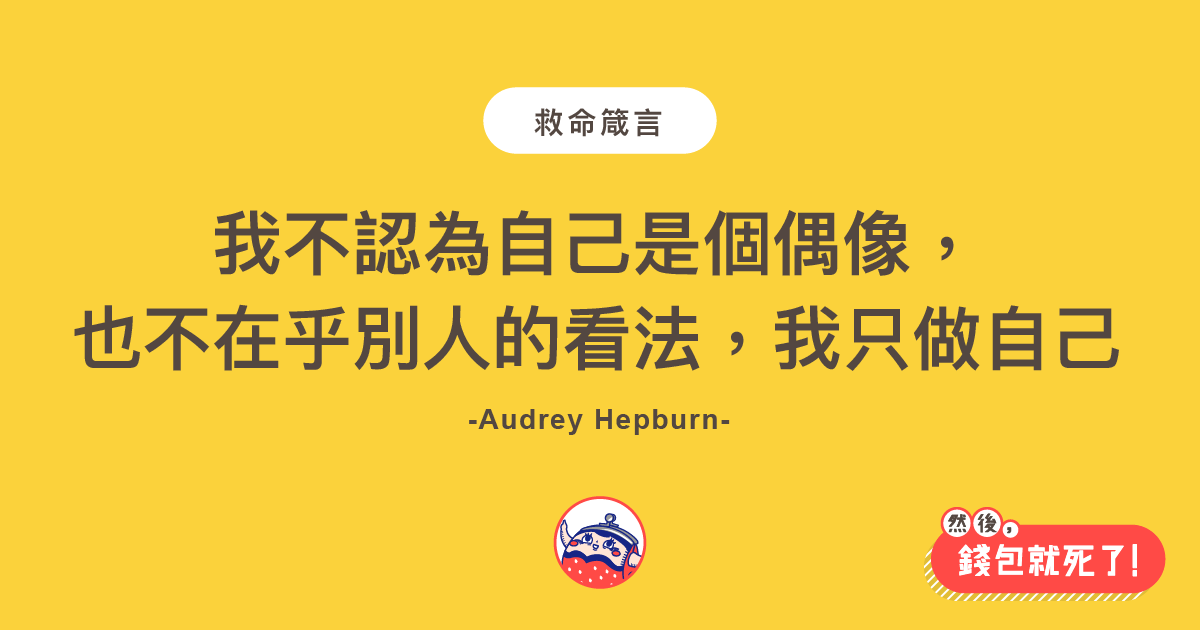 救命箴言
我不認為自己是個偶像，
也不在乎別人的看法，我只做自己
-Audrey Hepburn-
然後，
錢包就死了！